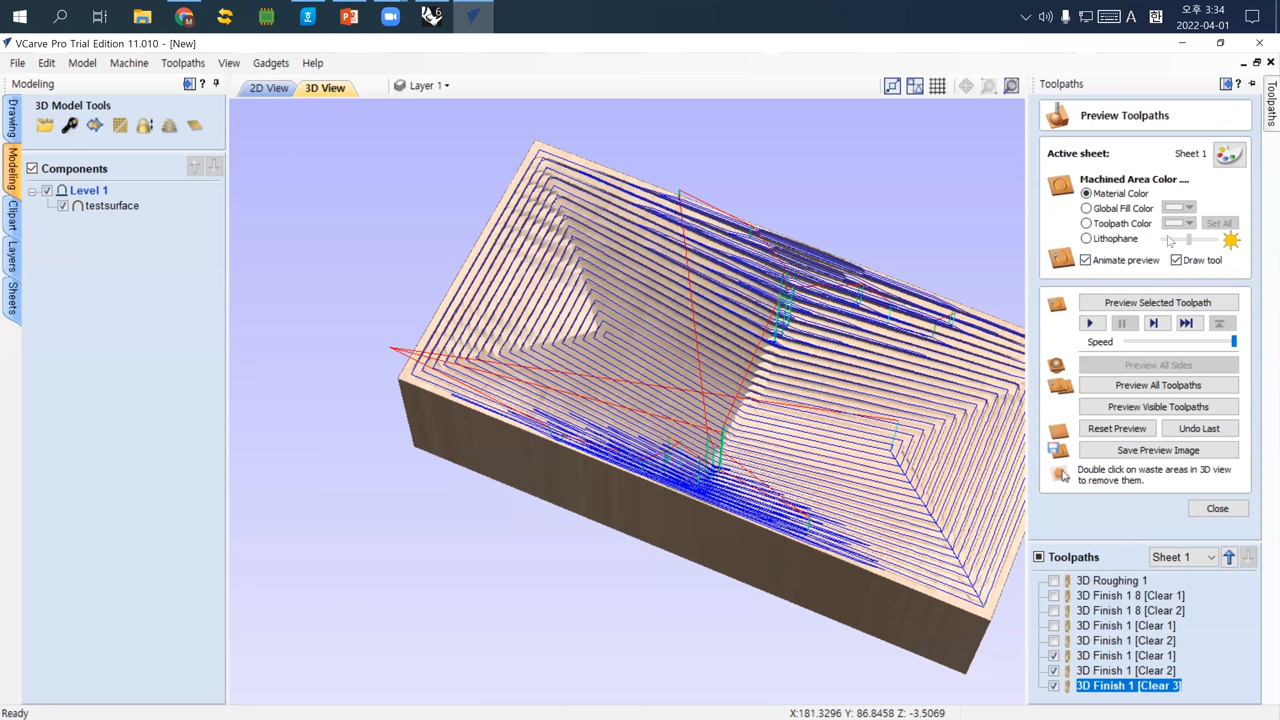 6
A
한
오후 3:34
2022-04-01
VCarve Pro Trial Edition 11.010 - [New]
File Edit Model Machine Toolpaths View Gadgets Help
Modeling
?
2D View
3D View
Layer 1
Toolpaths
?
Drawing
Modeling
Clipart
Layers
Sheets
3D Model Tools
Components
Level 1
testsurface
Toolpaths
Preview Toolpaths
Active sheet: Sheet 1
Machined Area Color ....
Material Color
Global Fill Color
Toolpath Color Set All
Lithophane
Animate preview Draw tool
Preview Selected Toolpath
Speed
Preview All Sides
Preview All Toolpaths
Preview Visible Toolpaths
Reset Preview Undo Last
Save Preview Image
Double click on waste areas in 3D view
to remove them.
Close
Toolpaths Sheet 1
3D Roughing 1
3D Finish 1 8 [Clear 1]
3D Finish 1 8 [Clear 2]
3D Finish 1 [Clear 1]
3D Finish 1 [Clear 2]
3D Finish 1 [Clear 1]
3D Finish 1 [Clear 2]
3D Finish 1 [Clear 3]
Ready
X:181.3296 Y: 86.8458 Z: -3.5069